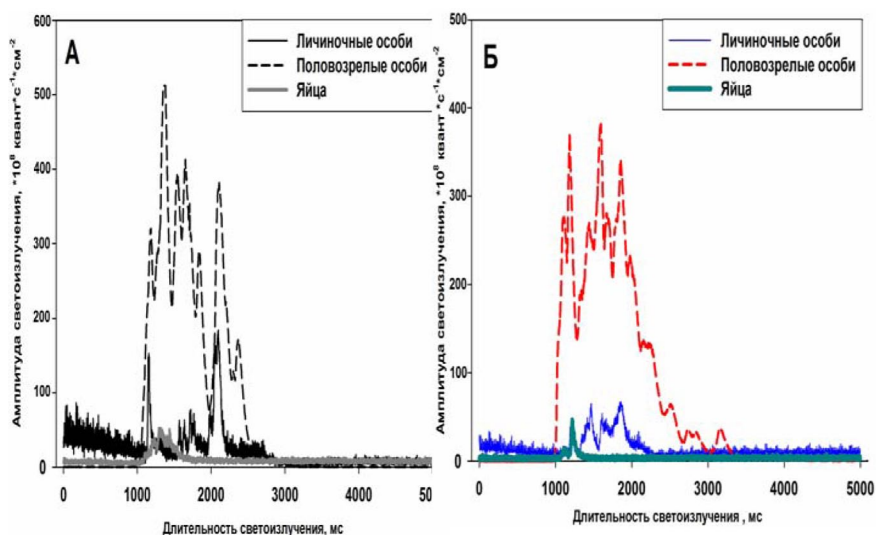 А
Личиночные особи
Половозрелые особи
Яйца
Амплитуда светоизлучения, *10⁸ квант*с⁻¹*см⁻²
600
500
400
300
200
100
0
0
1000
2000
3000
4000
500
Длительность светоизлучения, мс
Б
Личиночные особи
Половозрелые особи
Яйца
Амплитуда светоизлучения, *10⁸ квант*с⁻¹*см⁻²
500
400
300
200
100
0
0
1000
2000
3000
4000
5000
Длительность светоизлучения , мс